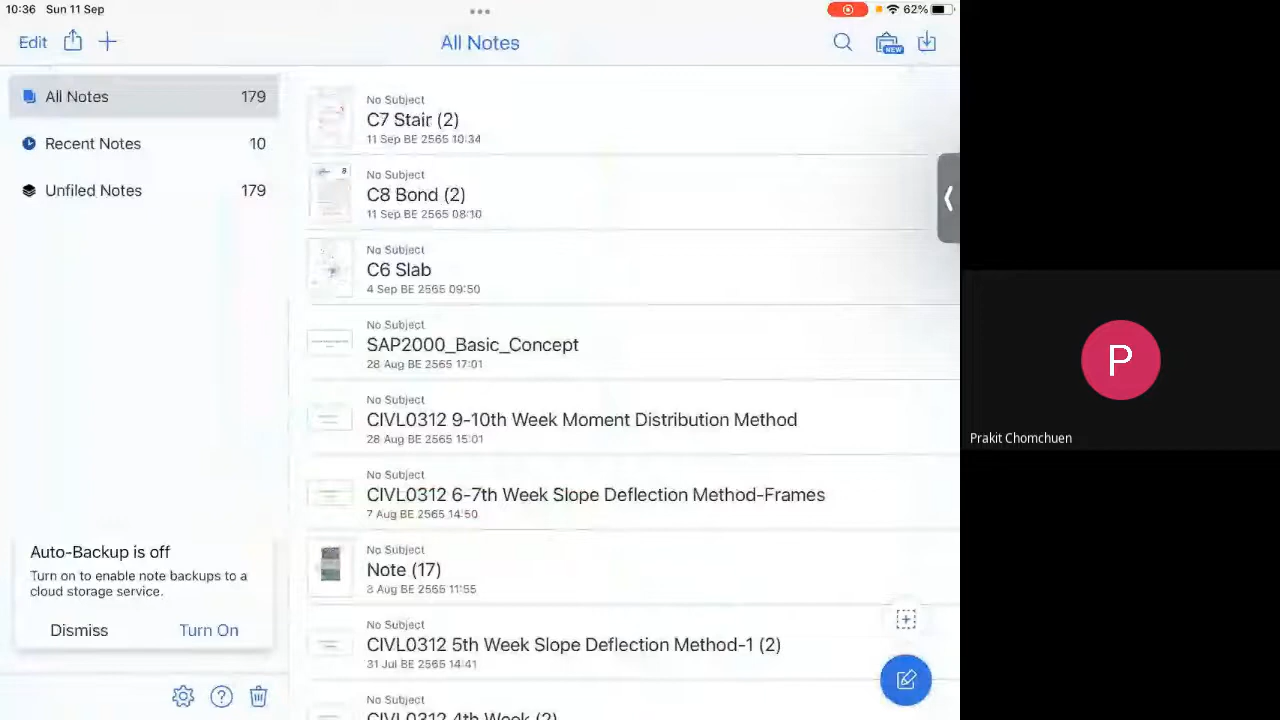 10:36 Sun 11 Sep
62%
Edit
All Notes
NEW
All Notes 179
Recent Notes 10
Unfiled Notes 179
No Subject
C7 Stair (2)
11 Sep BE 2565 10:34
No Subject
C8 Bond (2)
11 Sep BE 2565 08:10
No Subject
C6 Slab
4 Sep BE 2565 09:50
No Subject
SAP2000_Basic_Concept
28 Aug BE 2565 17:01
No Subject
CIVL0312 9-10th Week Moment Distribution Method
28 Aug BE 2565 15:01
No Subject
CIVL0312 6-7th Week Slope Deflection Method-Frames
7 Aug BE 2565 14:50
No Subject
Note (17)
3 Aug BE 2565 11:55
No Subject
CIVL0312 5th Week Slope Deflection Method-1 (2)
31 Jul BE 2565 14:41
No Subject
CIVL0312 4th Week (2)
Auto-Backup is off
Turn on to enable note backups to a
cloud storage service.
Dismiss Turn On
P
Prakit Chomchuen